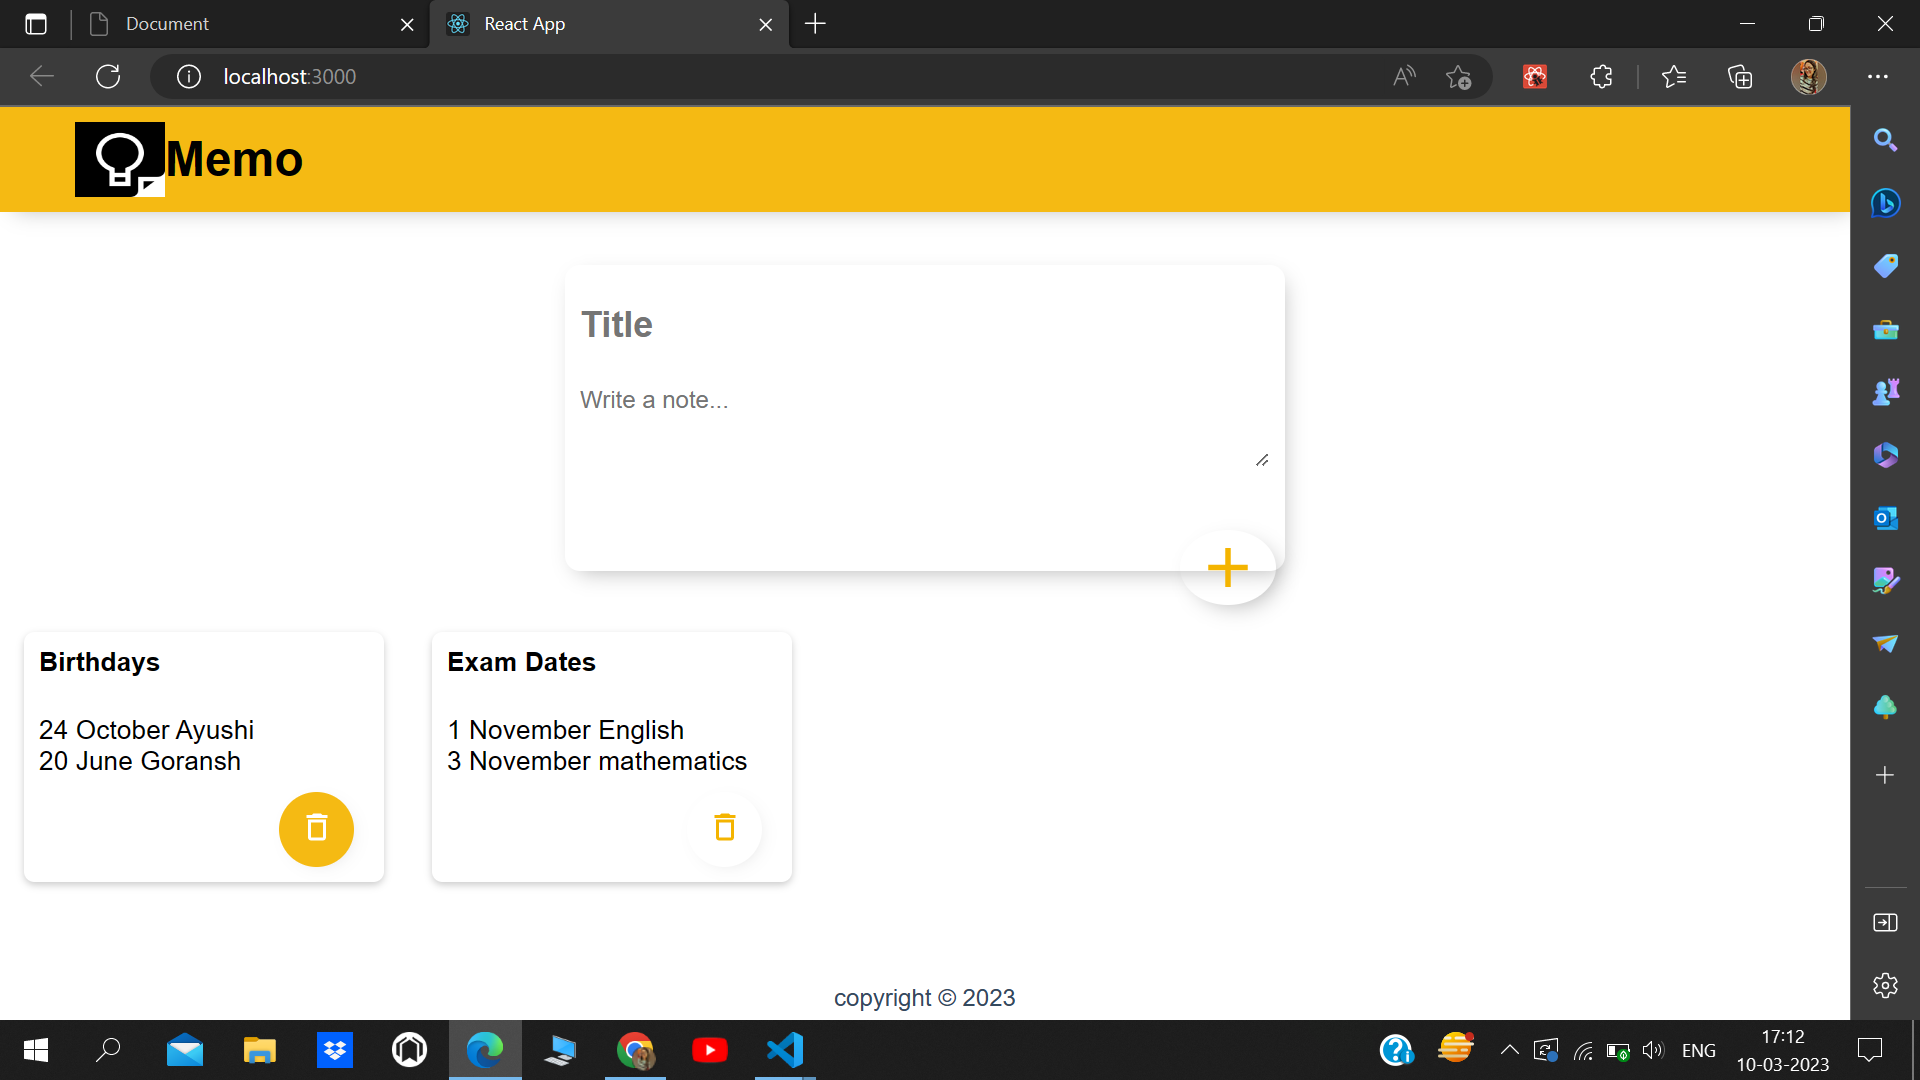 Document
React App
localhost:3000
Memo
Title
Write a note...
Birthdays
24 October Ayushi
20 June Goransh
Exam Dates
1 November English
3 November mathematics
copyright © 2023
ENG
17:12
10-03-2023